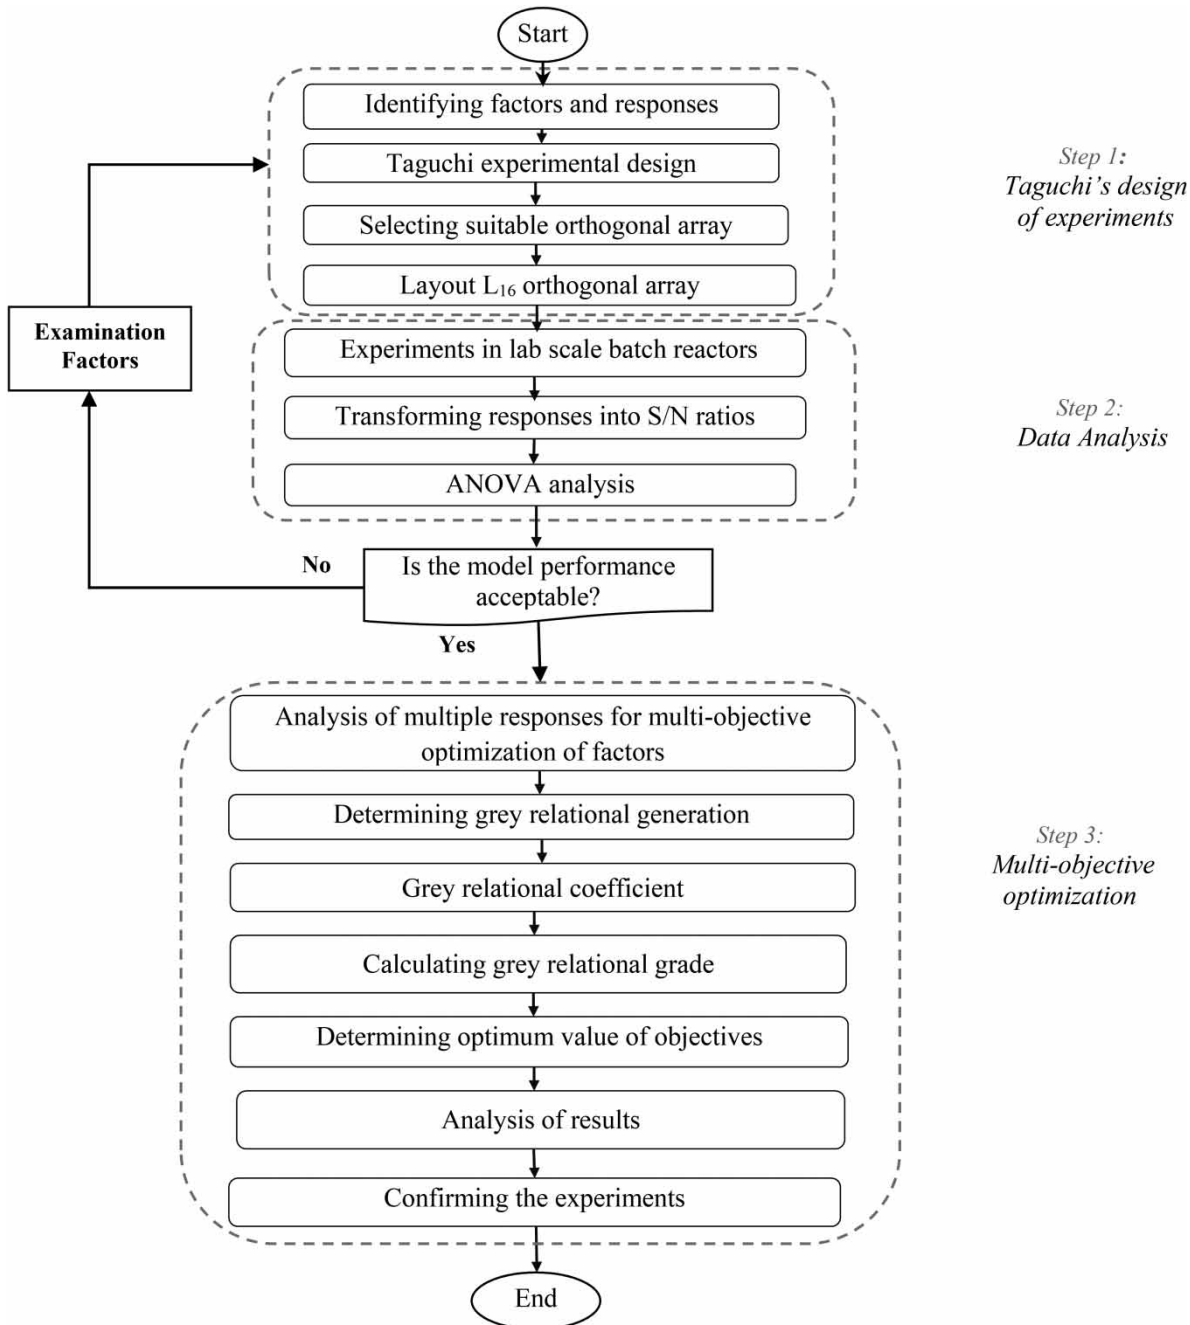 Start
Identifying factors and responses
Taguchi experimental design
Selecting suitable orthogonal array
Layout L₁₆ orthogonal array
Step 1:
Taguchi’s design
of experiments
Examination
Factors
Experiments in lab scale batch reactors
Transforming responses into S/N ratios
ANOVA analysis
Step 2:
Data Analysis
No
Is the model performance
acceptable?
Yes
Analysis of multiple responses for multi-objective
optimization of factors
Determining grey relational generation
Grey relational coefficient
Calculating grey relational grade
Determining optimum value of objectives
Analysis of results
Confirming the experiments
Step 3:
Multi-objective
optimization
End